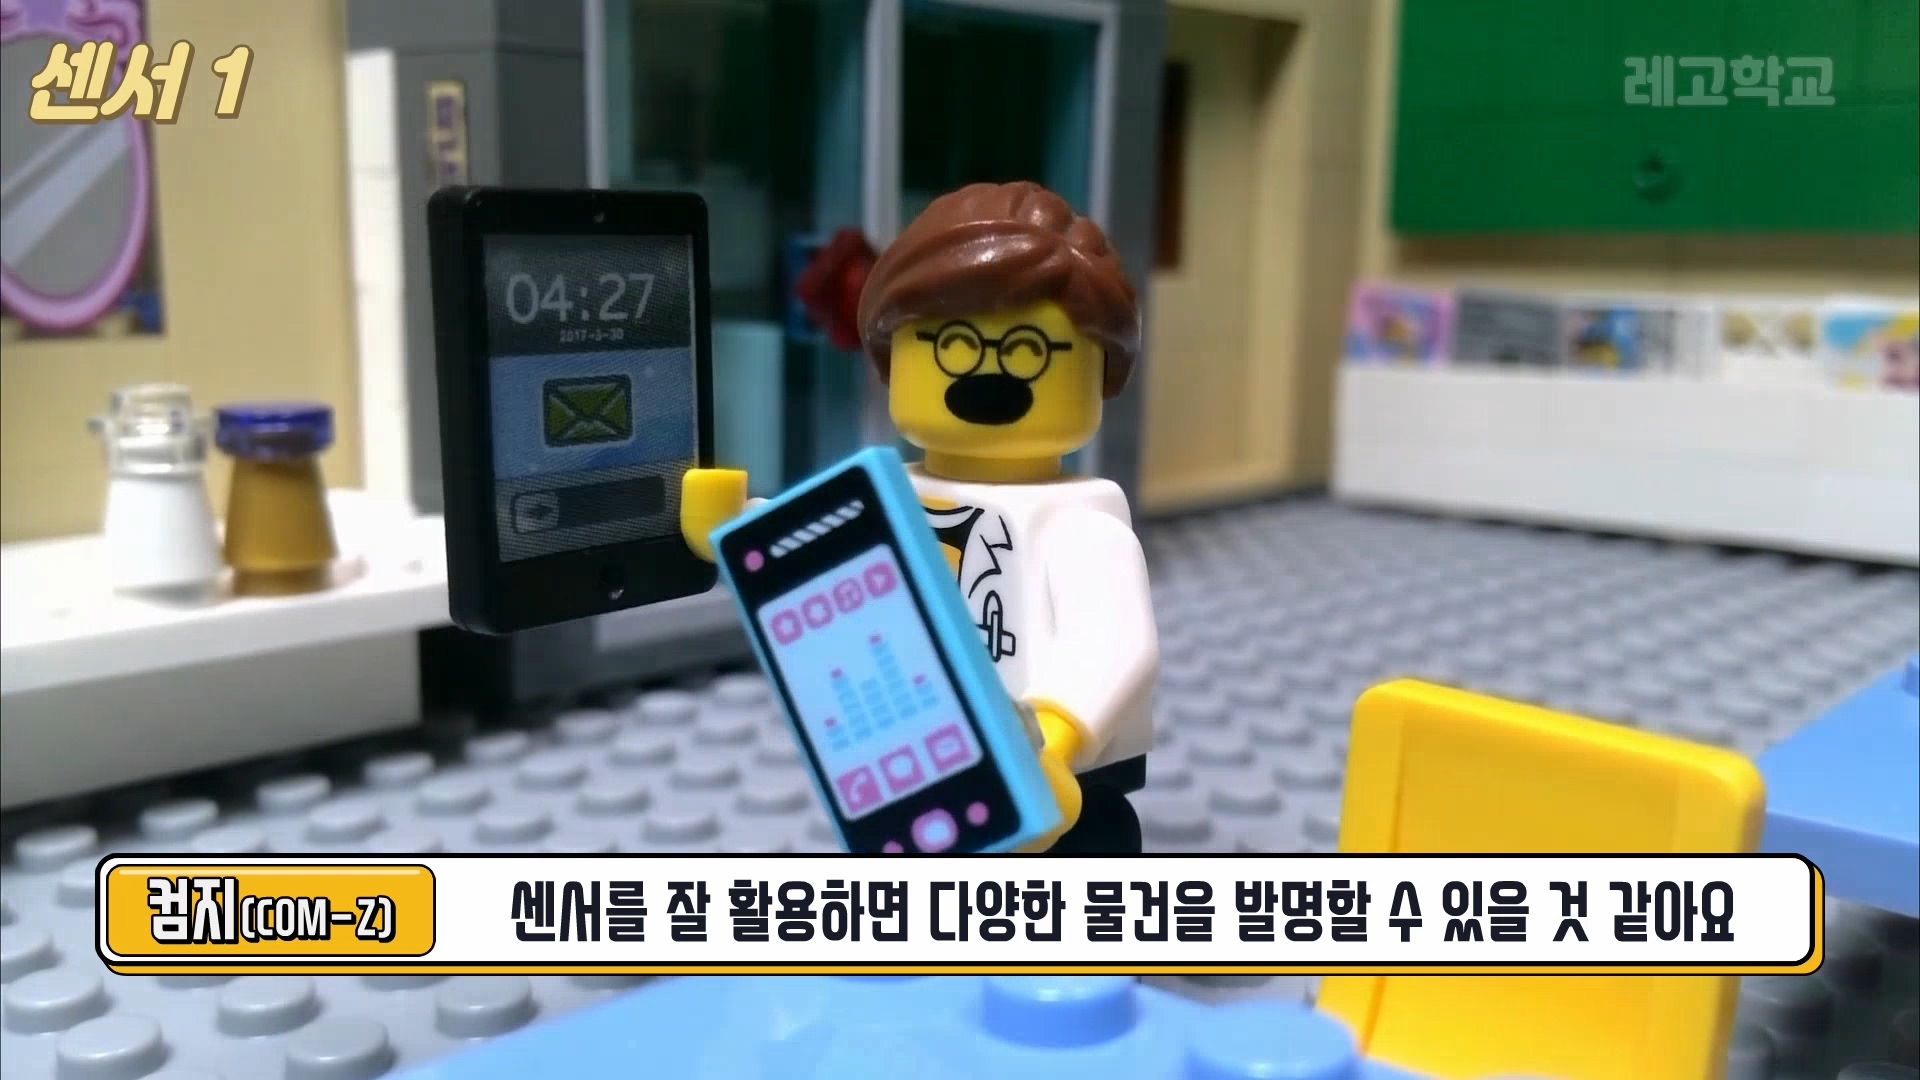 센서 1
레고학교
04:27
2017-3-30
컴지(COM-Z)
센서를 잘 활용하면 다양한 물건을 발명할 수 있을 것 같아요